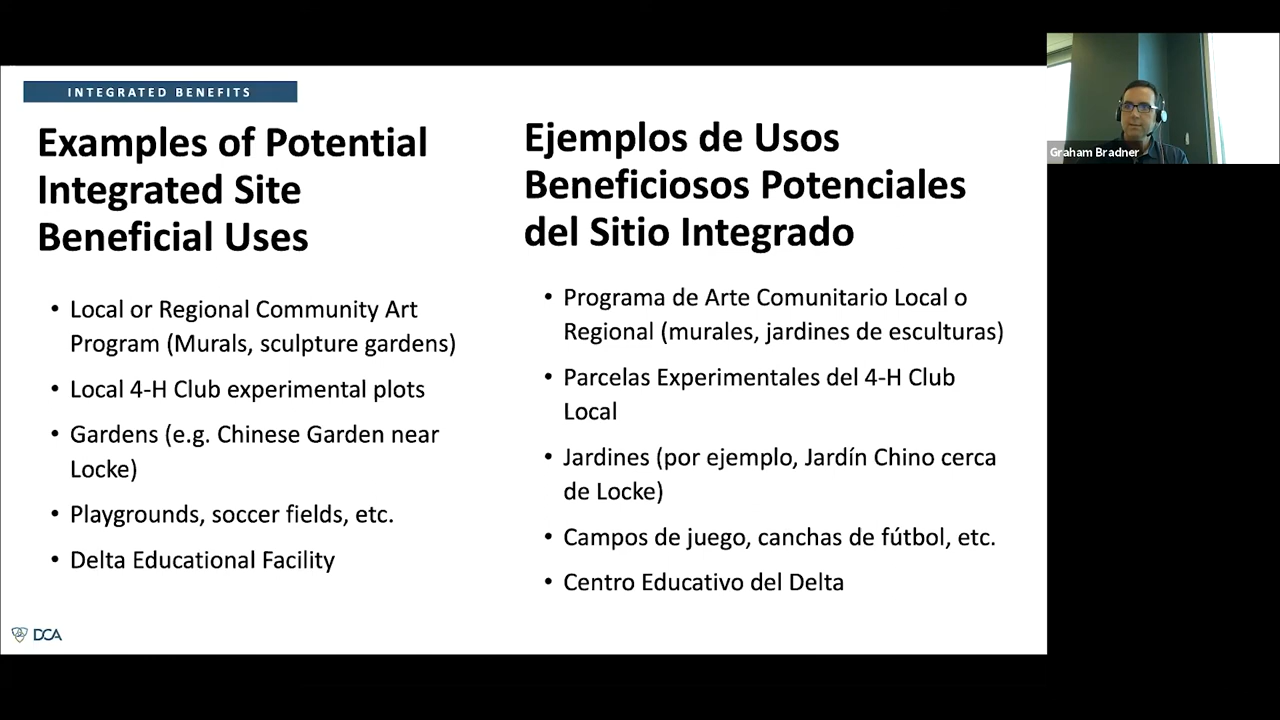 INTEGRATED BENEFITS
Examples of Potential
Integrated Site
Beneficial Uses
• Local or Regional Community Art
Program (Murals, sculpture gardens)
• Local 4-H Club experimental plots
• Gardens (e.g. Chinese Garden near
Locke)
• Playgrounds, soccer fields, etc.
• Delta Educational Facility
Ejemplos de Usos
Beneficiosos Potenciales
del Sitio Integrado
• Programa de Arte Comunitario Local o
Regional (murales, jardines de esculturas)
• Parcelas Experimentales del 4-H Club
Local
• Jardines (por ejemplo, Jardín Chino cerca
de Locke)
• Campos de juego, canchas de fútbol, etc.
• Centro Educativo del Delta
DCA
Graham Bradner